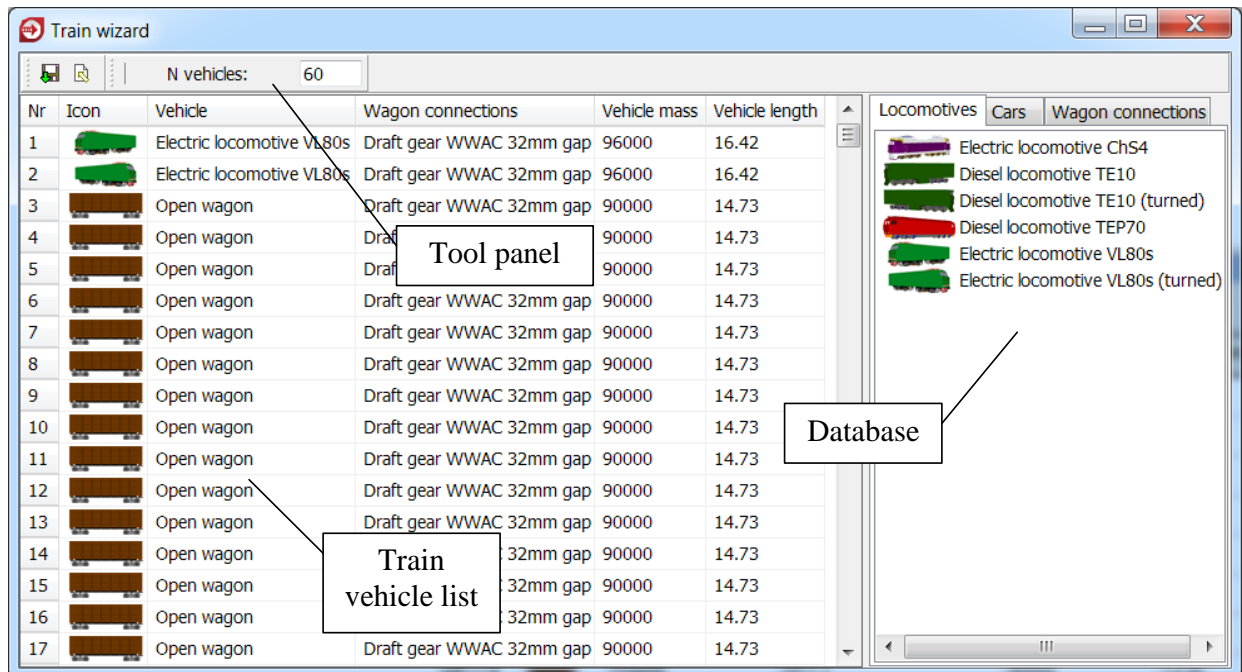 Train wizard
N vehicles: 60
Nr Icon Vehicle Wagon connections Vehicle mass Vehicle length
1 Electric locomotive VL80s Draft gear WWAC 32mm gap 96000 16.42
2 Electric locomotive VL80s Draft gear WWAC 32mm gap 96000 16.42
3 Open wagon Draft gear WWAC 32mm gap 90000 14.73
4 Open wagon Draf 90000 14.73
5 Open wagon Draf 90000 14.73
6 Open wagon Draft gear WWAC 32mm gap 90000 14.73
7 Open wagon Draft gear WWAC 32mm gap 90000 14.73
8 Open wagon Draft gear WWAC 32mm gap 90000 14.73
9 Open wagon Draft gear WWAC 32mm gap 90000 14.73
10 Open wagon Draft gear WWAC 32mm gap 90000 14.73
11 Open wagon Draft gear WWAC 32mm gap 90000 14.73
12 Open wagon Draft gear WWAC 32mm gap 90000 14.73
13 Open wagon Draft gear WWAC 32mm gap 90000 14.73
14 Open wagon 32mm gap 90000 14.73
15 Open wagon 32mm gap 90000 14.73
16 Open wagon 32mm gap 90000 14.73
17 Open wagon Draft gear WWAC 32mm gap 90000 14.73
Tool panel
Train
vehicle list
Locomotives Cars Wagon connections
Electric locomotive ChS4
Diesel locomotive TE10
Diesel locomotive TE10 (turned)
Diesel locomotive TEP70
Electric locomotive VL80s
Electric locomotive VL80s (turned)
Database